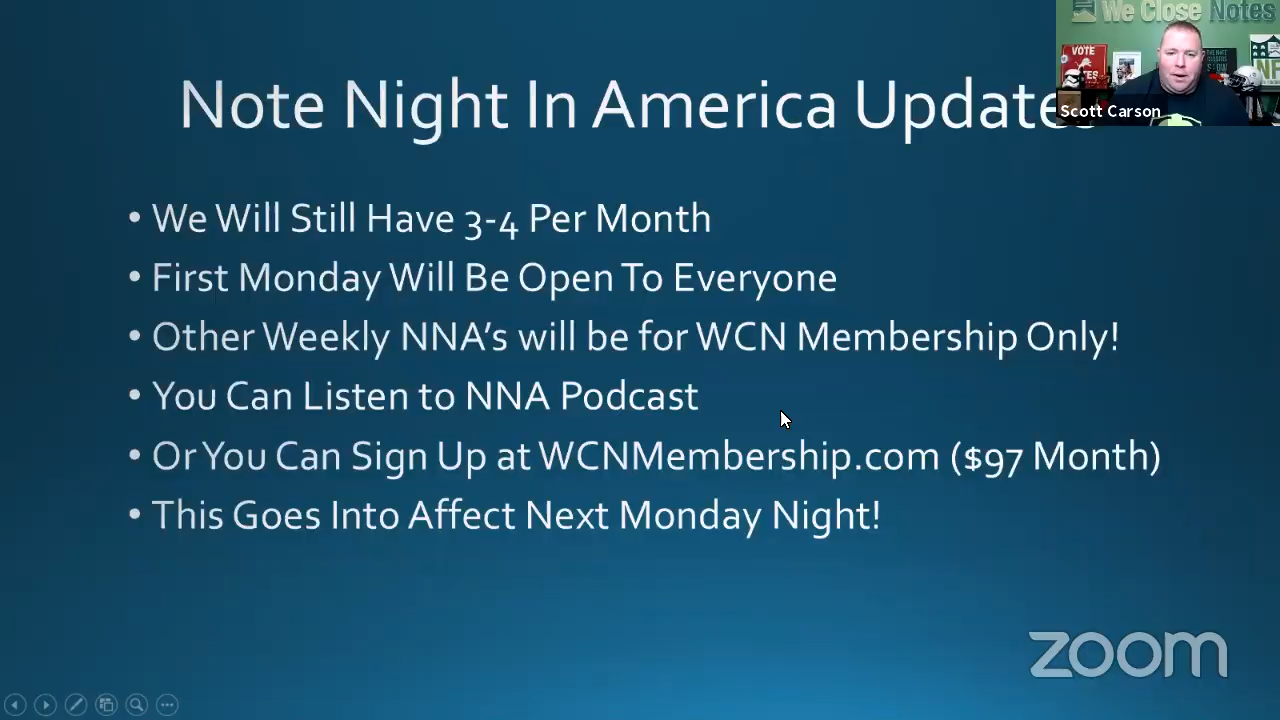 We Close Notes
VOTE
Scott Carson
Note Night In America Updates
• We Will Still Have 3-4 Per Month
• First Monday Will Be Open To Everyone
• Other Weekly NNA's will be for WCN Membership Only!
• You Can Listen to NNA Podcast
• Or You Can Sign Up at WCNMembership.com ($97 Month)
• This Goes Into Affect Next Monday Night!
zoom